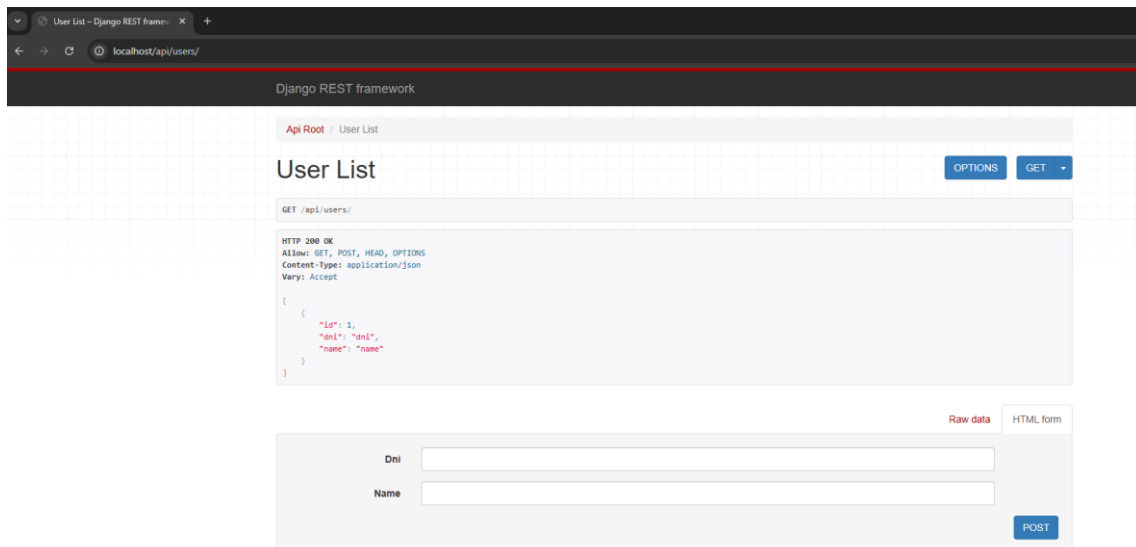 User List – Django REST framew
localhost/api/users/
Django REST framework
Api Root / User List
User List
OPTIONS
GET
GET /api/users/
HTTP 200 OK
Allow: GET, POST, HEAD, OPTIONS
Content-Type: application/json
Vary: Accept
[
{
"id": 1,
"dni": "dni",
"name": "name"
}
]
Raw data
HTML form
Dni
Name
POST